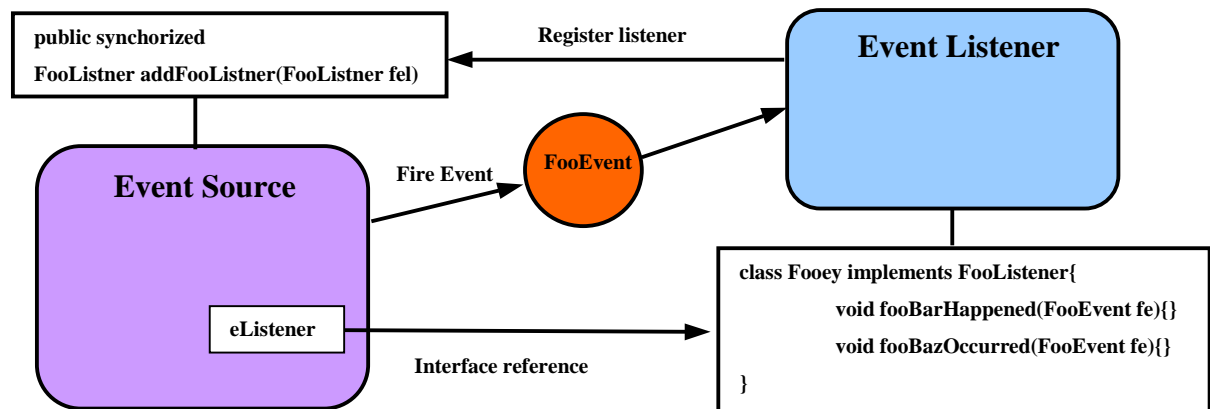 public synchorized
FooListner addFooListner(FooListner fel)
Register listener
Event Listener
Event Source
Fire Event
FooEvent
eListener
Interface reference
class Fooey implements FooListener{
void fooBarHappened(FooEvent fe){}
void fooBazOccurred(FooEvent fe){}
}